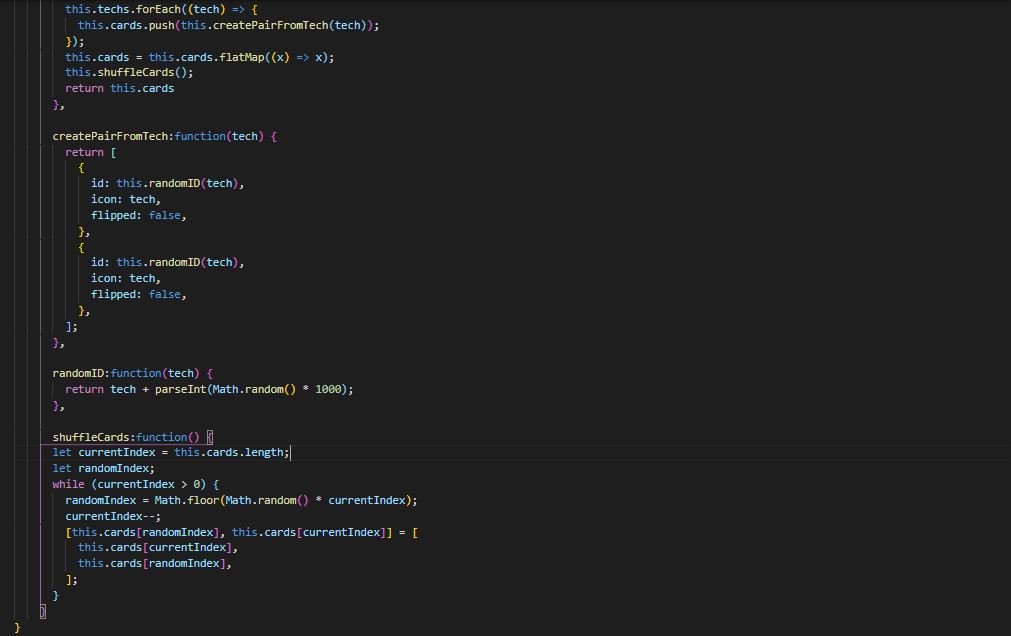 this.techs.forEach((tech) => {
this.cards.push(this.createPairFromTech(tech));
});
this.cards = this.cards.flatMap((x) => x);
this.shuffleCards();
return this.cards
},
createPairFromTech:function(tech) {
return [
{
id: this.randomID(tech),
icon: tech,
flipped: false,
},
{
id: this.randomID(tech),
icon: tech,
flipped: false,
},
];
},
randomID:function(tech) {
return tech + parseInt(Math.random() * 1000);
},
shuffleCards:function() {
let currentIndex = this.cards.length;
let randomIndex;
while (currentIndex > 0) {
randomIndex = Math.floor(Math.random() * currentIndex);
currentIndex--;
[this.cards[randomIndex], this.cards[currentIndex]] = [
this.cards[currentIndex],
this.cards[randomIndex],
];
}
}
}